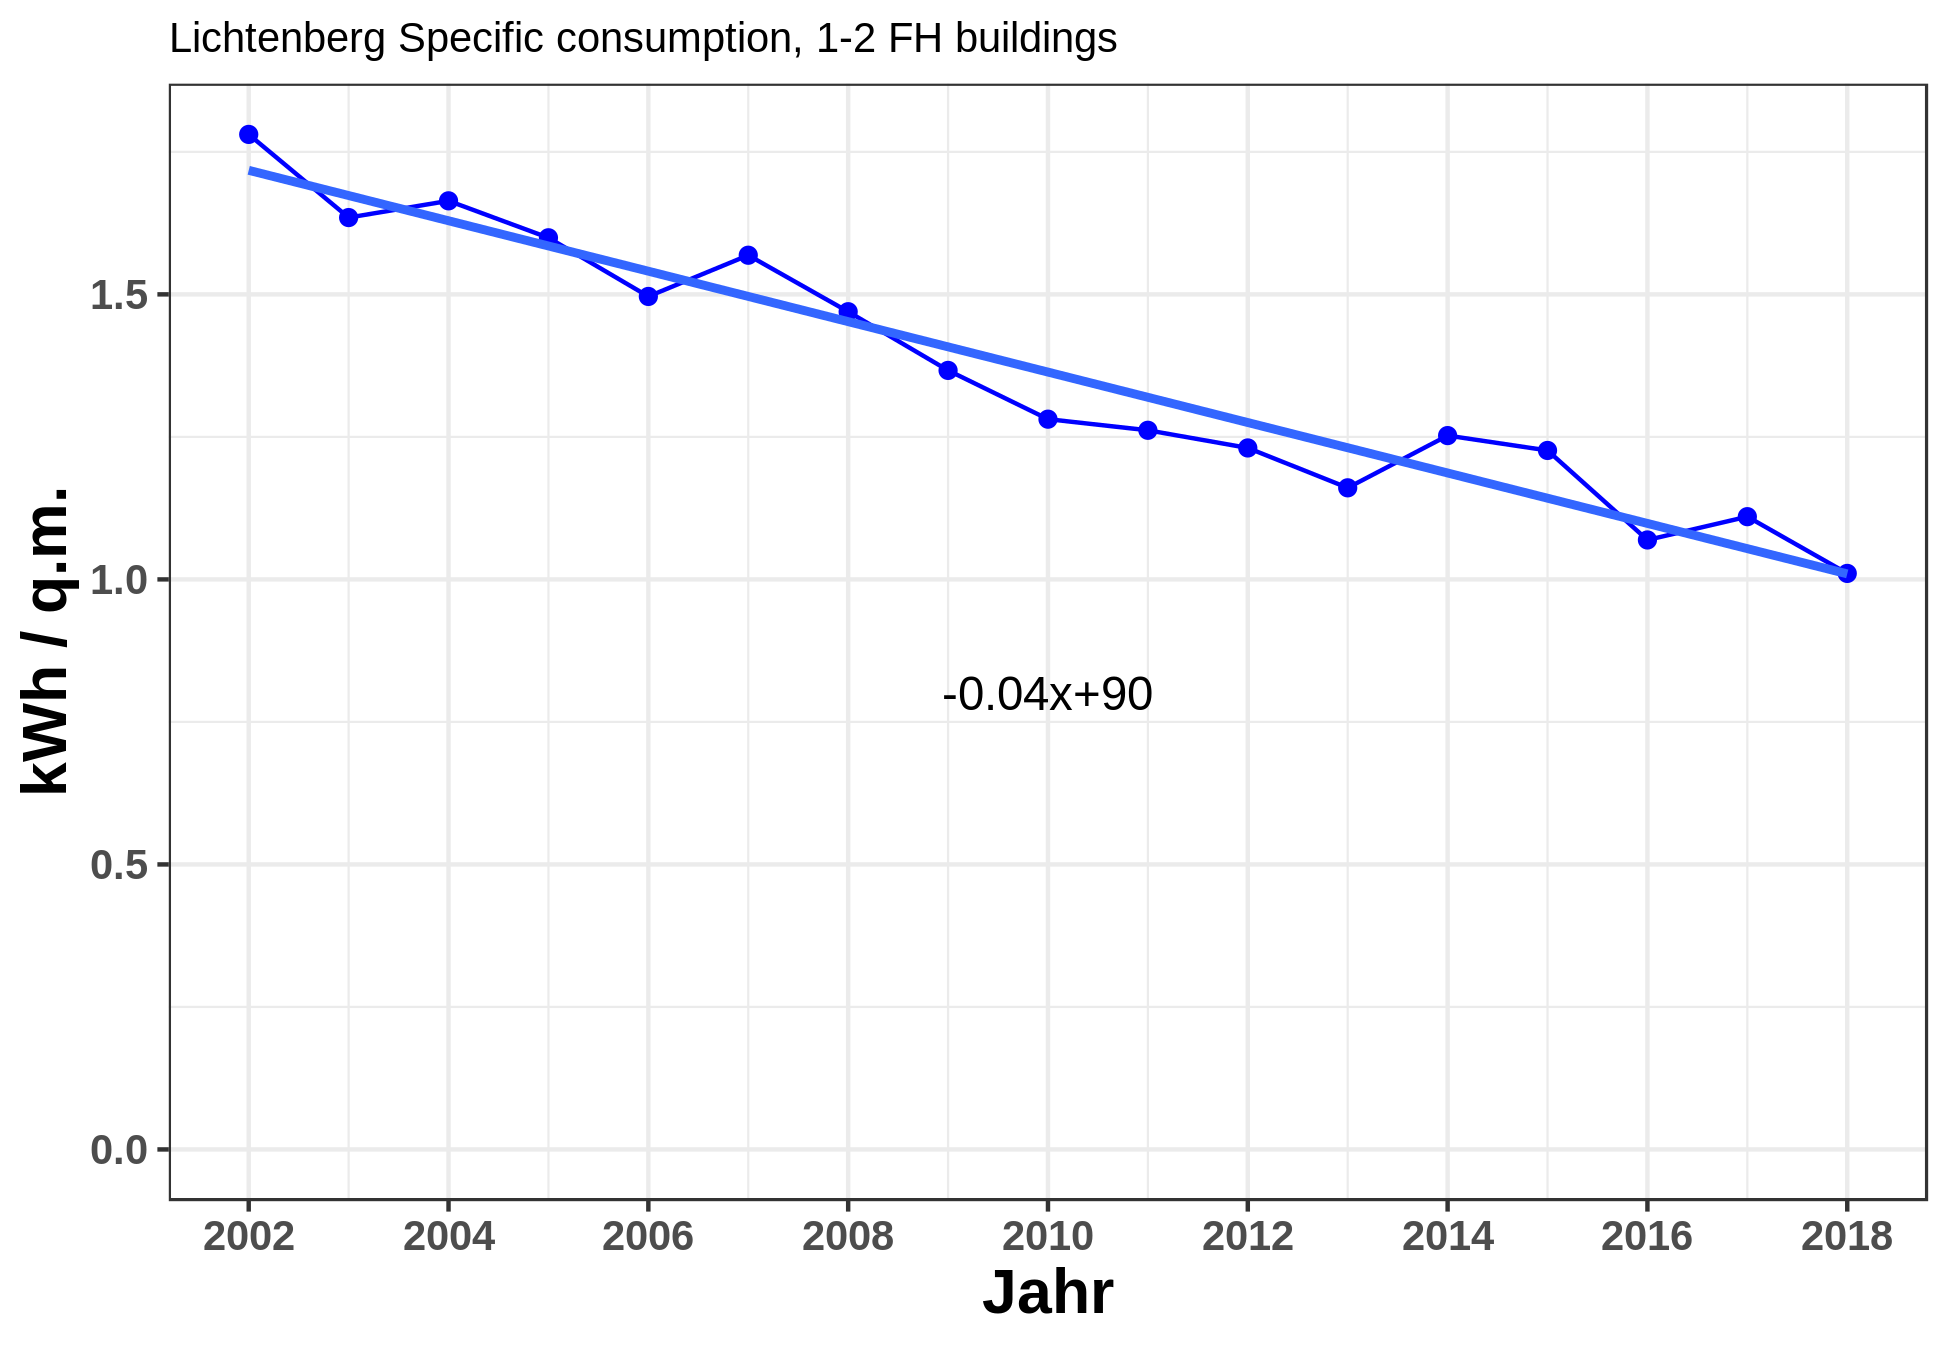 Lichtenberg Specific consumption, 1-2 FH buildings
kWh / q.m.
1.5
1.0
0.5
0.0
-0.04x+90
2002 2004 2006 2008 2010 2012 2014 2016 2018
Jahr